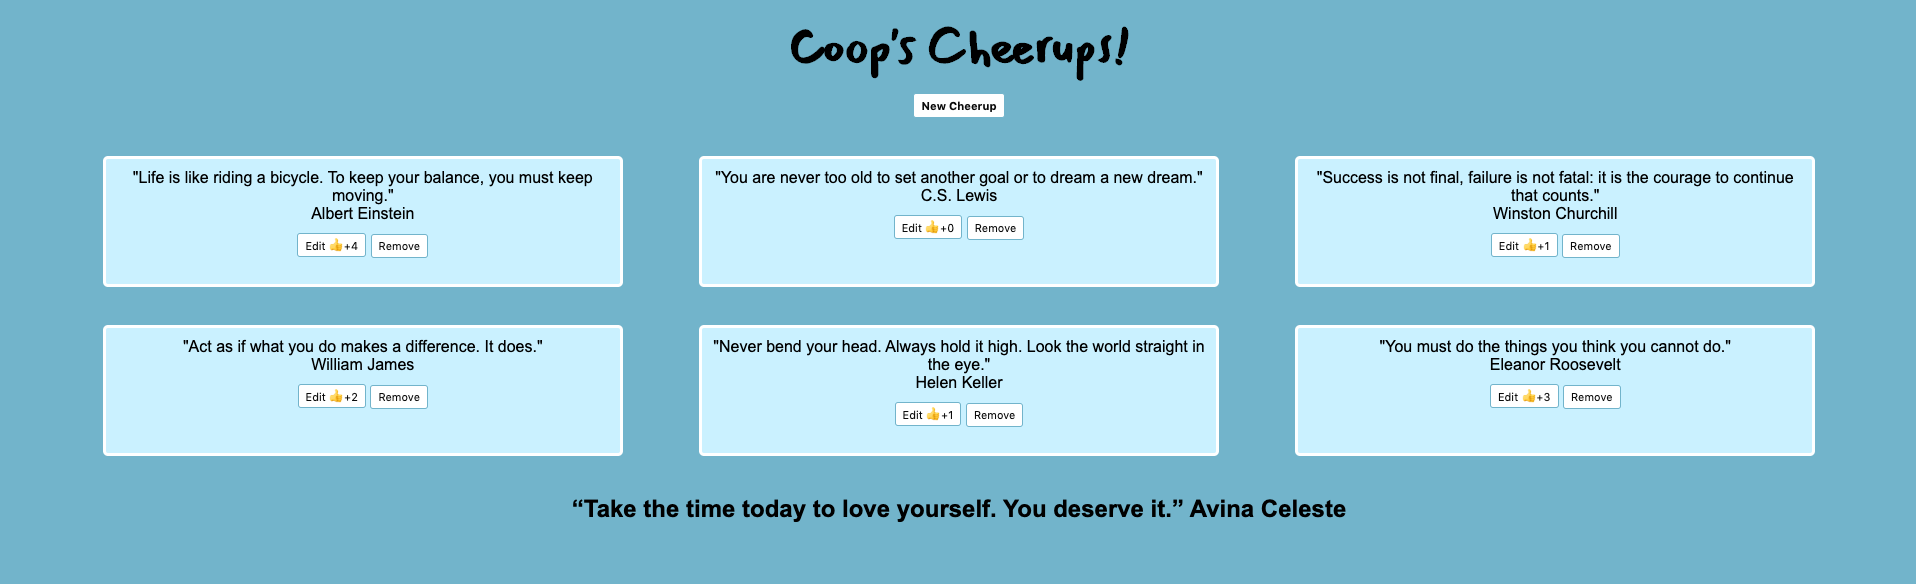 Coop's Cheerups!
New Cheerup
"Life is like riding a bicycle. To keep your balance, you must keep
moving."
Albert Einstein
Edit 👍+4 Remove
"You are never too old to set another goal or to dream a new dream."
C.S. Lewis
Edit 👍+0 Remove
"Success is not final, failure is not fatal: it is the courage to continue
that counts."
Winston Churchill
Edit 👍+1 Remove
"Act as if what you do makes a difference. It does."
William James
Edit 👍+2 Remove
"Never bend your head. Always hold it high. Look the world straight in
the eye."
Helen Keller
Edit 👍+1 Remove
"You must do the things you think you cannot do."
Eleanor Roosevelt
Edit 👍+3 Remove
“Take the time today to love yourself. You deserve it.” Avina Celeste